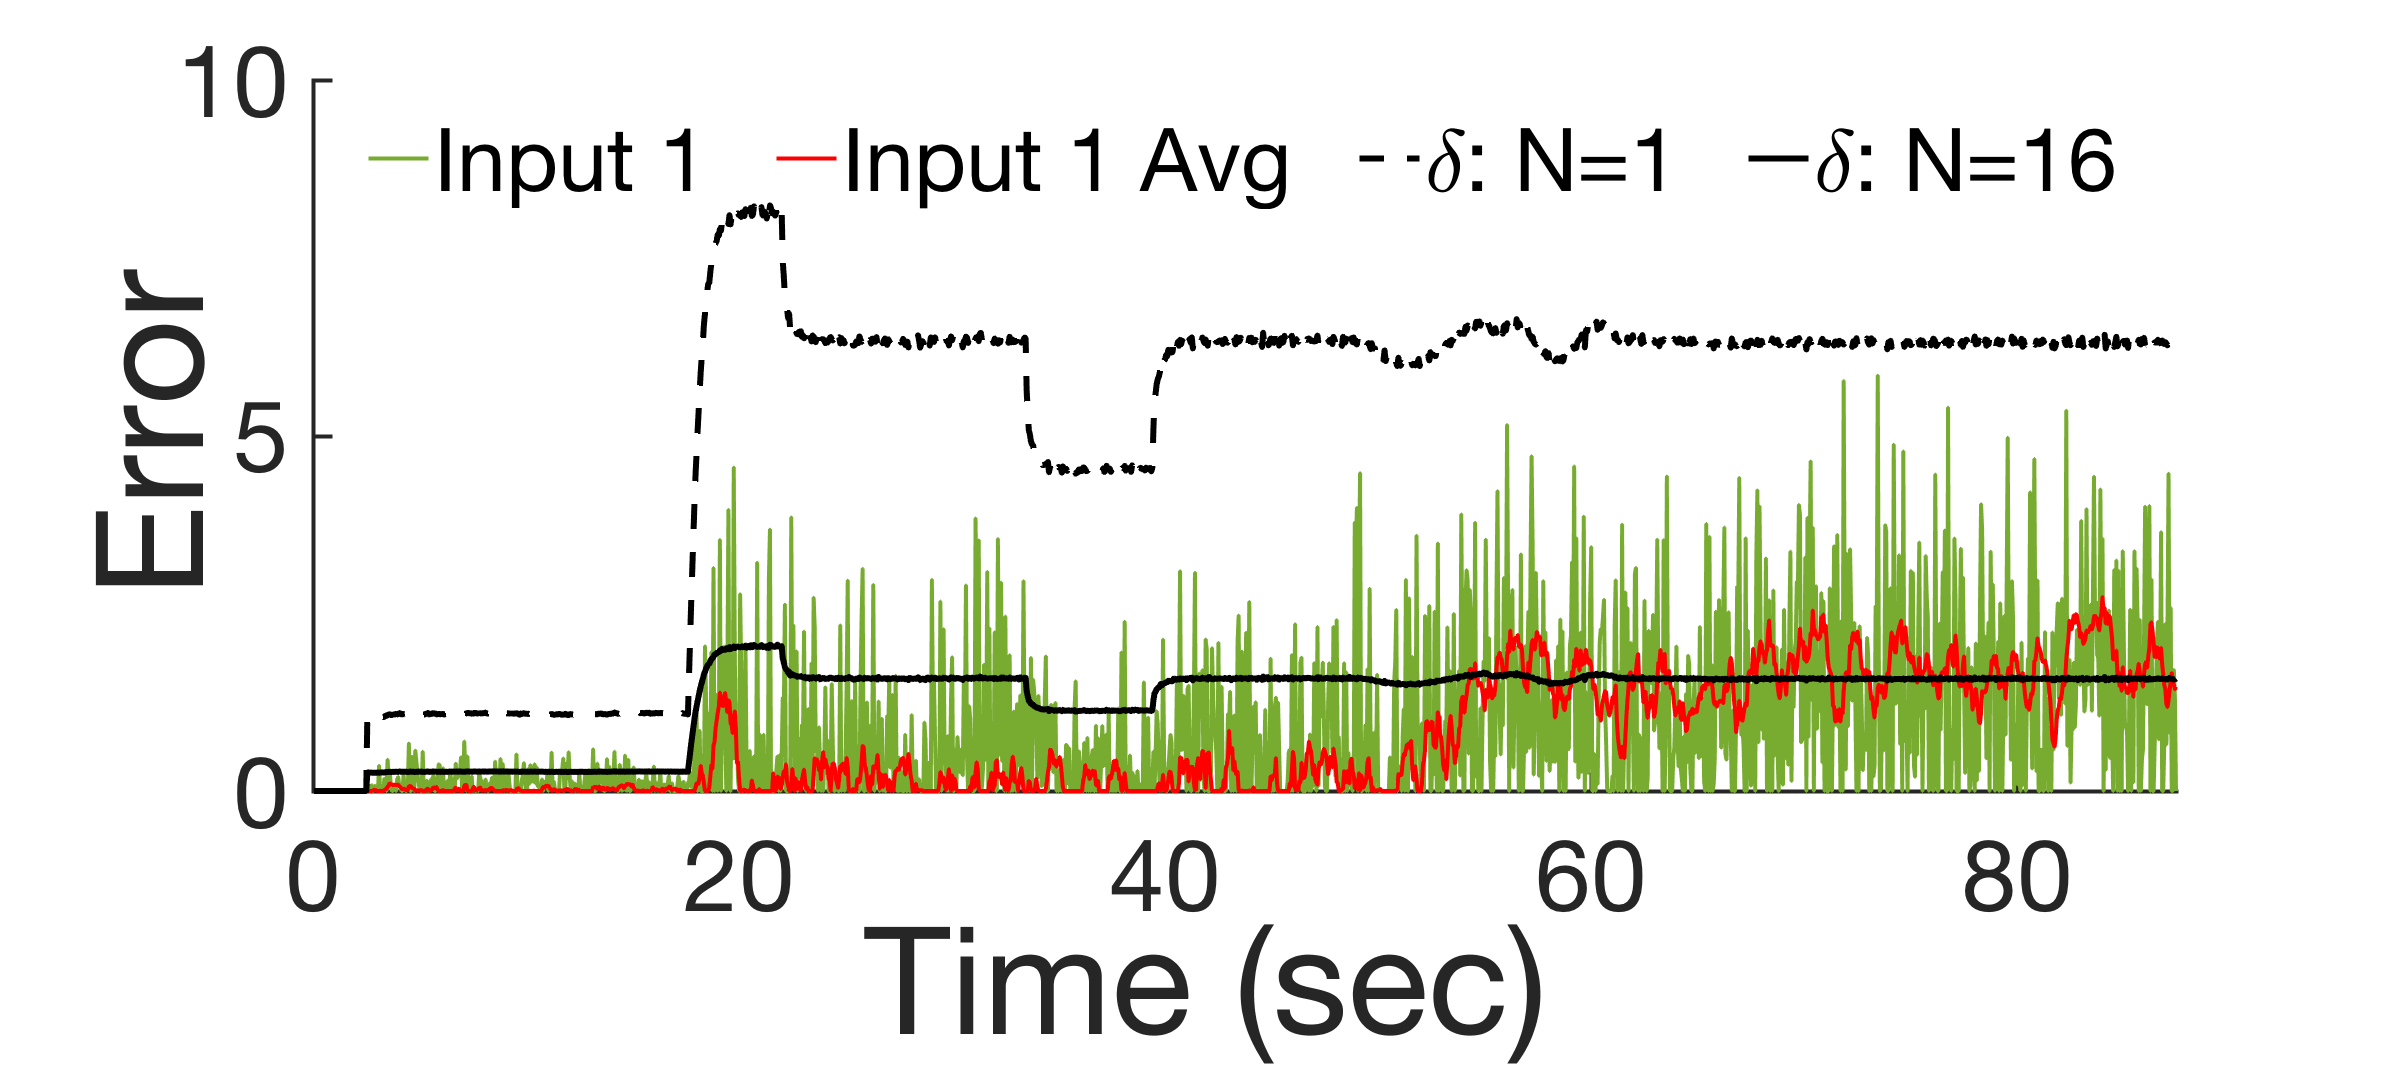 10
Input 1 Input 1 Avg δ: N=1 δ: N=16
Error
5
0
0 20 40 60 80
Time (sec)